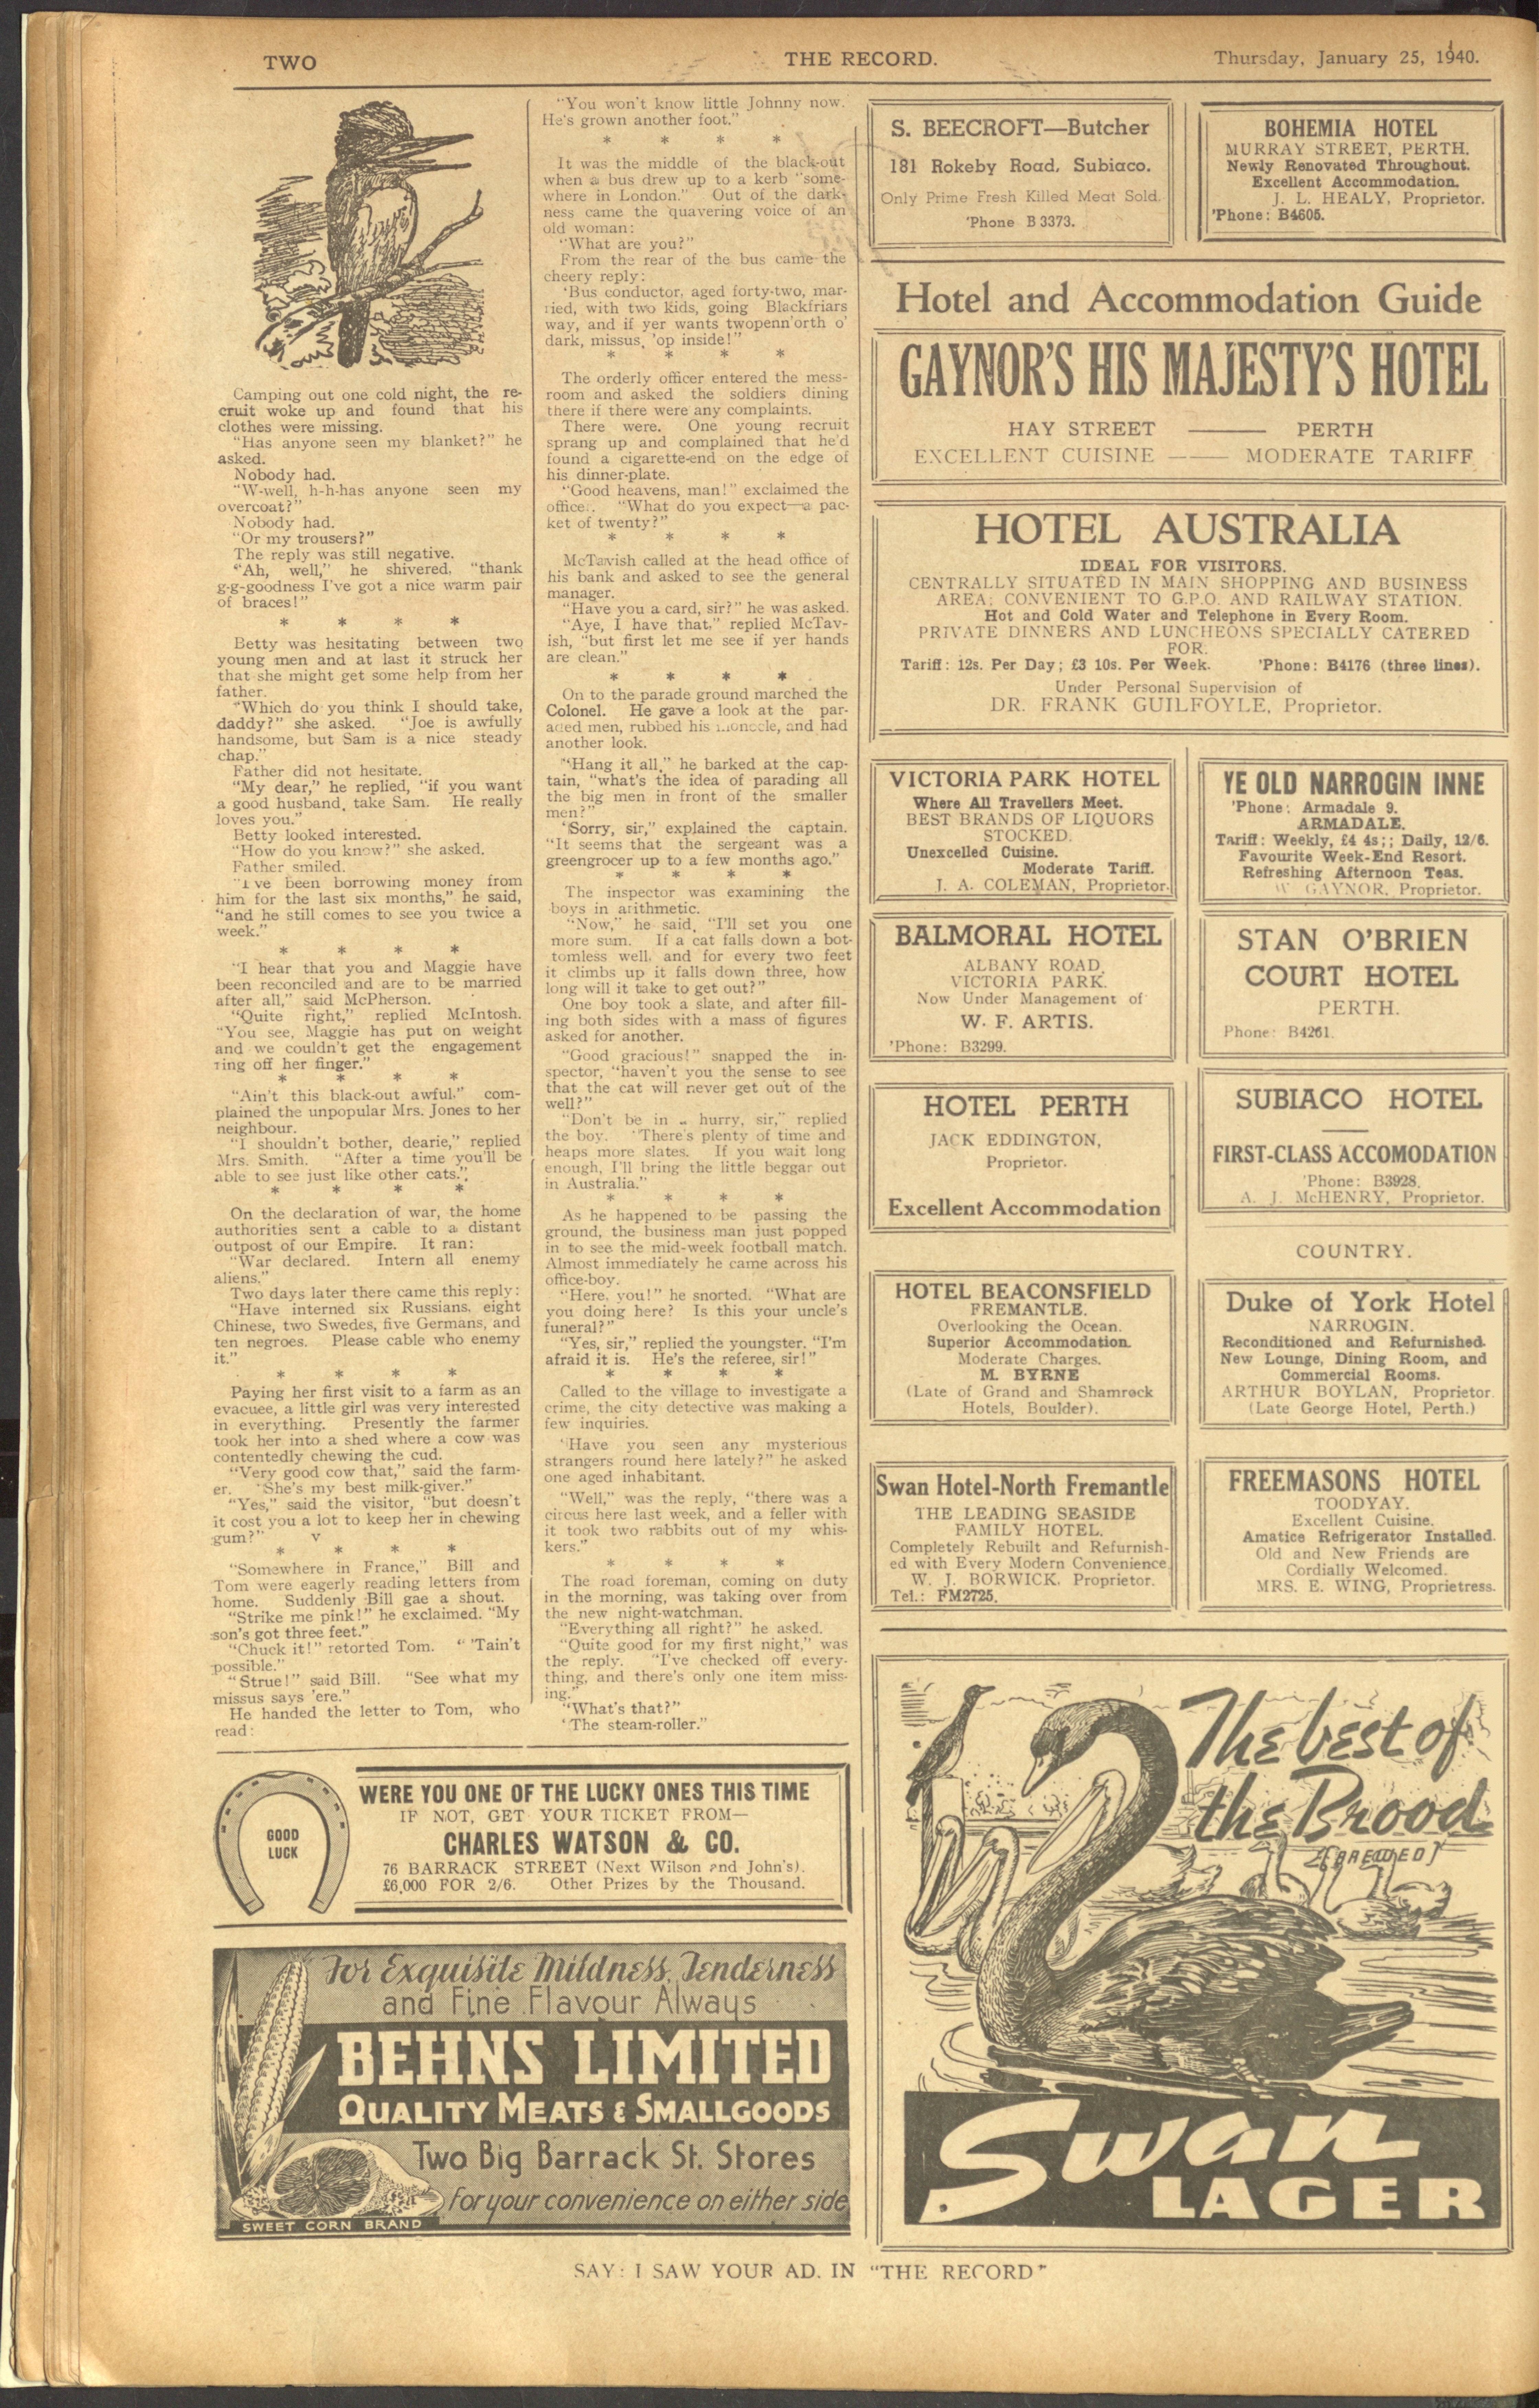 TWO
THE RECORD.
Thursday, January 25, 1940.
Camping out one cold night, the re-
cruit woke up and found that his
clothes were missing.
"Has anyone seen my blanket?" he
asked.
Nobody had.
"W-well, h-h-has anyone seen my
overcoat?"
Nobody had.
"Or my trousers?"
The reply was still negative.
"Ah, well," he shivered, "thank
g-g-goodness I've got a nice warm pair
of braces!"
* * * *
Betty was hesitating between two
young men and at last it struck her
that she might get some help from her
father.
"Which do you think I should take,
daddy?" she asked. "Joe is awfully
handsome, but Sam is a nice steady
chap."
Father did not hesitate.
"My dear," he replied, "if you want
a good husband, take Sam. He really
loves you."
Betty looked interested.
"How do you know?" she asked.
Father smiled.
"I've been borrowing money from
him for the last six months," he said,
"and he still comes to see you twice a
week."
* * * *
"I hear that you and Maggie have
been reconciled and are to be married
after all," said McPherson.
"Quite right," replied McIntosh.
"You see, Maggie has put on weight
and we couldn't get the engagement
ring off her finger."
* * * *
"Ain't this black-out awful," com-
plained the unpopular Mrs. Jones to her
neighbour.
"I shouldn't bother, dearie," replied
Mrs. Smith. "After a time you'll be
able to see just like other cats."
* * * *
On the declaration of war, the home
authorities sent a cable to a distant
outpost of our Empire. It ran:
"War declared. Intern all enemy
aliens."
Two days later there came this reply:
"Have interned six Russians, eight
Chinese, two Swedes, five Germans, and
ten negroes. Please cable who enemy
it."
* * * *
Paying her first visit to a farm as an
evacuee, a little girl was very interested
in everything. Presently the farmer
took her into a shed where a cow was
contentedly chewing the cud.
"Very good cow that," said the farm-
er. "She's my best milk-giver."
"Yes," said the visitor, "but doesn't
it cost you a lot to keep her in chewing
gum?" v
* * * *
"Somewhere in France," Bill and
Tom were eagerly reading letters from
home. Suddenly Bill gae a shout.
"Strike me pink!" he exclaimed. "My
son's got three feet."
"Chuck it!" retorted Tom. " 'Tain't
possible."
"Strue!" said Bill. "See what my
missus says 'ere."
He handed the letter to Tom, who
read:
"You won't know little Johnny now.
He's grown another foot."
* * * *
It was the middle of the black-out
when a bus drew up to a kerb "some-
where in London." Out of the dark-
ness came the quavering voice of an
old woman:
"What are you?"
From the rear of the bus came the
cheery reply:
'Bus conductor, aged forty-two, mar-
ried, with two kids, going Blackfriars
way, and if yer wants twopenn'orth o'
dark, missus, 'op inside!"
* * * *
The orderly officer entered the mess-
room and asked the soldiers dining
there if there were any complaints.
There were. One young recruit
sprang up and complained that he'd
found a cigarette-end on the edge of
his dinner-plate.
"Good heavens, man!" exclaimed the
office.. "What do you expect—a pac-
ket of twenty?"
* * * *
McTavish called at the head office of
his bank and asked to see the general
manager.
"Have you a card, sir?" he was asked.
"Aye, I have that," replied McTav-
ish, "but first let me see if yer hands
are clean."
* * * *
On to the parade ground marched the
Colonel. He gave a look at the par-
aded men, rubbed his monocle, and had
another look.
"Hang it all," he barked at the cap-
tain, "what's the idea of parading all
the big men in front of the smaller
men?"
"Sorry, sir," explained the captain.
"It seems that the sergeant was a
greengrocer up to a few months ago."
* * * *
The inspector was examining the
boys in arithmetic.
"Now," he said, "I'll set you one
more sum. If a cat falls down a bot-
tomless well, and for every two feet
it climbs up it falls down three, how
long will it take to get out?"
One boy took a slate, and after fill-
ing both sides with a mass of figures
asked for another.
"Good gracious!" snapped the in-
spector, "haven't you the sense to see
that the cat will never get out of the
well?"
"Don't be in a hurry, sir," replied
the boy. "There's plenty of time and
heaps more slates. If you wait long
enough, I'll bring the little beggar out
in Australia."
* * * *
As he happened to be passing the
ground, the business man just popped
in to see the mid-week football match.
Almost immediately he came across his
office-boy.
"Here, you!" he snorted. "What are
you doing here? Is this your uncle's
funeral?"
"Yes, sir," replied the youngster. "I'm
afraid it is. He's the referee, sir!"
* * * *
Called to the village to investigate a
crime, the city detective was making a
few inquiries.
"Have you seen any mysterious
strangers round here lately?" he asked
one aged inhabitant.
"Well," was the reply, "there was a
circus here last week, and a feller with
it took two rabbits out of my whis-
kers."
* * * *
The road foreman, coming on duty
in the morning, was taking over from
the new night-watchman.
"Everything all right?" he asked.
"Quite good for my first night," was
the reply. "I've checked off every-
thing, and there's only one item miss-
ing."
"What's that?"
"The steam-roller."
GOOD
LUCK
WERE YOU ONE OF THE LUCKY ONES THIS TIME
IF NOT, GET YOUR TICKET FROM—
CHARLES WATSON & CO.
76 BARRACK STREET (Next Wilson and John's).
£6,000 FOR 2/6. Other Prizes by the Thousand.
For Exquisite Mildness, Tenderness
and Fine Flavour Always
BEHNS LIMITED
QUALITY MEATS & SMALLGOODS
Two Big Barrack St. Stores
for your convenience on either side
SWEET CORN BRAND
S. BEECROFT—Butcher
181 Rokeby Road, Subiaco.
Only Prime Fresh Killed Meat Sold.
'Phone B 3373.
BOHEMIA HOTEL
MURRAY STREET, PERTH.
Newly Renovated Throughout.
Excellent Accommodation.
J. L. HEALY, Proprietor.
'Phone: B4605.
Hotel and Accommodation Guide
GAYNOR'S HIS MAJESTY'S HOTEL
HAY STREET —— PERTH
EXCELLENT CUISINE —— MODERATE TARIFF
HOTEL AUSTRALIA
IDEAL FOR VISITORS.
CENTRALLY SITUATED IN MAIN SHOPPING AND BUSINESS
AREA; CONVENIENT TO G.P.O. AND RAILWAY STATION.
Hot and Cold Water and Telephone in Every Room.
PRIVATE DINNERS AND LUNCHEONS SPECIALLY CATERED
FOR.
Tariff: 12s. Per Day; £3 10s. Per Week. 'Phone: B4176 (three lines).
Under Personal Supervision of
DR. FRANK GUILFOYLE, Proprietor.
VICTORIA PARK HOTEL
Where All Travellers Meet.
BEST BRANDS OF LIQUORS
STOCKED.
Unexcelled Cuisine.
Moderate Tariff.
J. A. COLEMAN, Proprietor.
YE OLD NARROGIN INNE
'Phone: Armadale 9.
ARMADALE.
Tariff: Weekly, £4 4s;; Daily, 12/6.
Favourite Week-End Resort.
Refreshing Afternoon Teas.
W. GAYNOR, Proprietor.
BALMORAL HOTEL
ALBANY ROAD,
VICTORIA PARK.
Now Under Management of
W. F. ARTIS.
'Phone: B3299.
STAN O'BRIEN
COURT HOTEL
PERTH.
Phone: B4261.
HOTEL PERTH
JACK EDDINGTON,
Proprietor.
Excellent Accommodation
SUBIACO HOTEL
FIRST-CLASS ACCOMODATION
'Phone: B3928.
A. J. McHENRY, Proprietor.
COUNTRY.
HOTEL BEACONSFIELD
FREMANTLE.
Overlooking the Ocean.
Superior Accommodation.
Moderate Charges.
M. BYRNE
(Late of Grand and Shamrock
Hotels, Boulder).
Duke of York Hotel
NARROGIN.
Reconditioned and Refurnished.
New Lounge, Dining Room, and
Commercial Rooms.
ARTHUR BOYLAN, Proprietor.
(Late George Hotel, Perth.)
Swan Hotel-North Fremantle
THE LEADING SEASIDE
FAMILY HOTEL.
Completely Rebuilt and Refurnish-
ed with Every Modern Convenience.
W. J. BORWICK, Proprietor.
Tel.: FM2725.
FREEMASONS HOTEL
TOODYAY.
Excellent Cuisine.
Amatice Refrigerator Installed.
Old and New Friends are
Cordially Welcomed.
MRS. E. WING, Proprietress.
The best of
the Brood
(BREWED)
Swan
LAGER
SAY: I SAW YOUR AD. IN "THE RECORD"